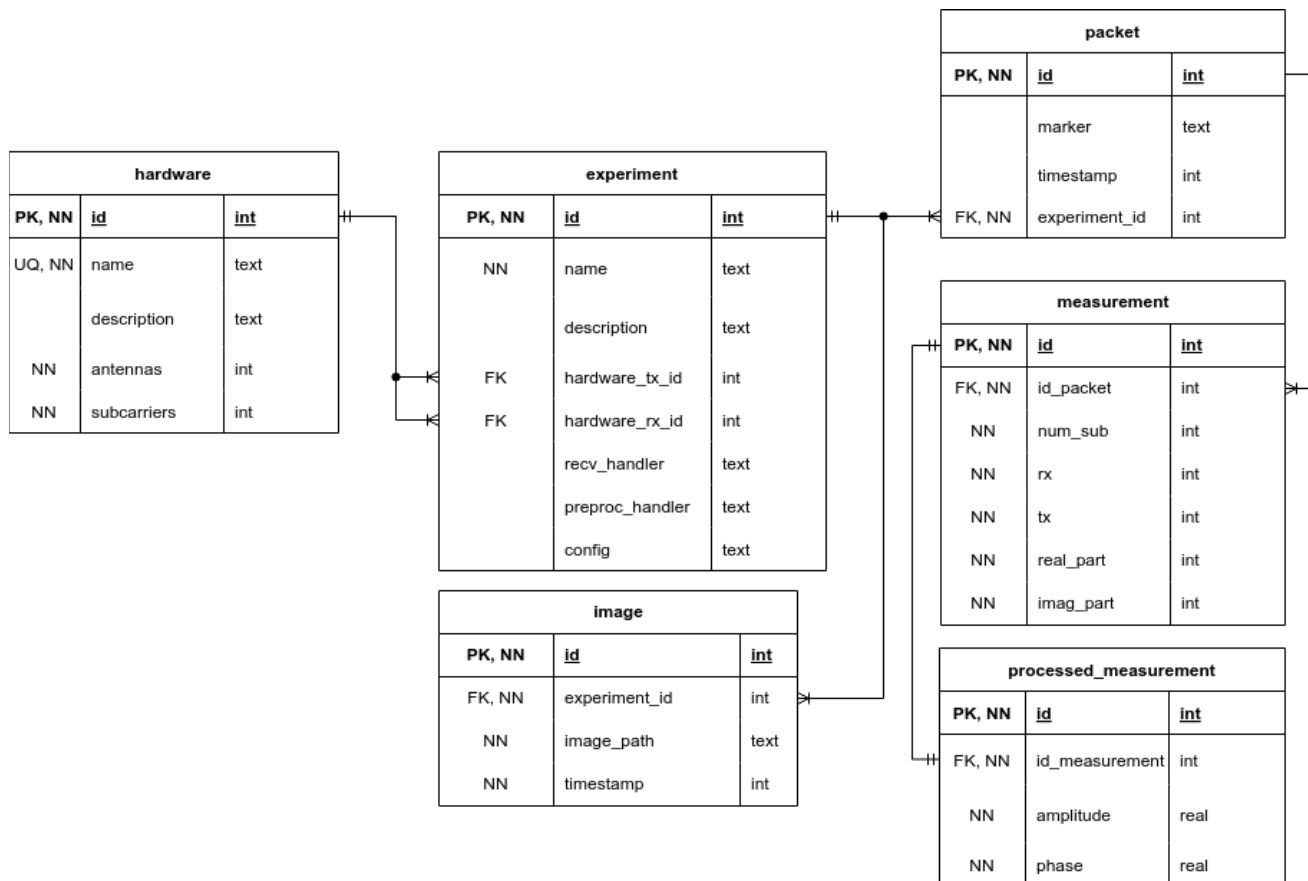 hardware
PK, NN id int
UQ, NN name text
description text
NN antennas int
NN subcarriers int
experiment
PK, NN id int
NN name text
description text
FK hardware_tx_id int
FK hardware_rx_id int
recv_handler text
preproc_handler text
config text
image
PK, NN id int
FK, NN experiment_id int
NN image_path text
NN timestamp int
packet
PK, NN id int
marker text
timestamp int
FK, NN experiment_id int
measurement
PK, NN id int
FK, NN id_packet int
NN num_sub int
NN rx int
NN tx int
NN real_part int
NN imag_part int
processed_measurement
PK, NN id int
FK, NN id_measurement int
NN amplitude real
NN phase real